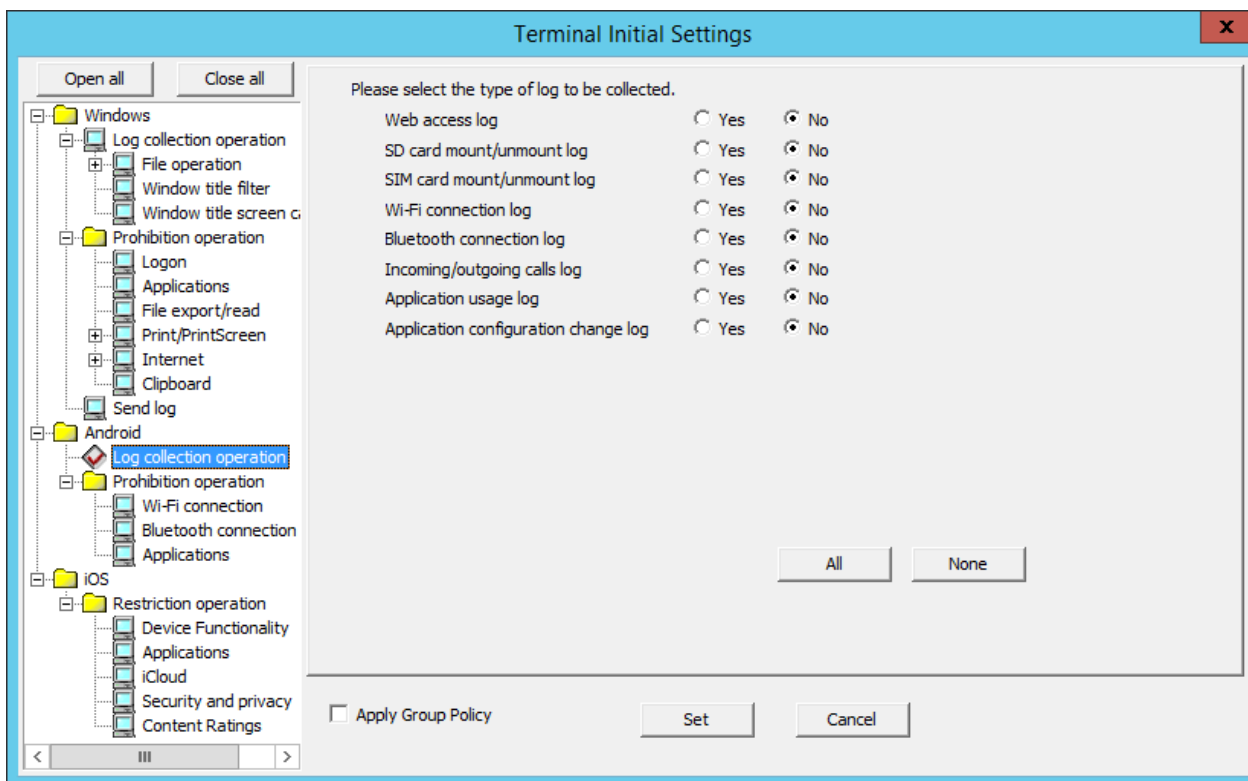 Terminal Initial Settings
x
Open all
Close all
Windows
Log collection operation
File operation
Window title filter
Window title screen ca
Prohibition operation
Logon
Applications
File export/read
Print/PrintScreen
Internet
Clipboard
Send log
Android
Log collection operation
Prohibition operation
Wi-Fi connection
Bluetooth connection
Applications
iOS
Restriction operation
Device Functionality
Applications
iCloud
Security and privacy
Content Ratings
Please select the type of log to be collected.
Web access log Yes No
SD card mount/unmount log Yes No
SIM card mount/unmount log Yes No
Wi-Fi connection log Yes No
Bluetooth connection log Yes No
Incoming/outgoing calls log Yes No
Application usage log Yes No
Application configuration change log Yes No
All
None
Apply Group Policy
Set
Cancel